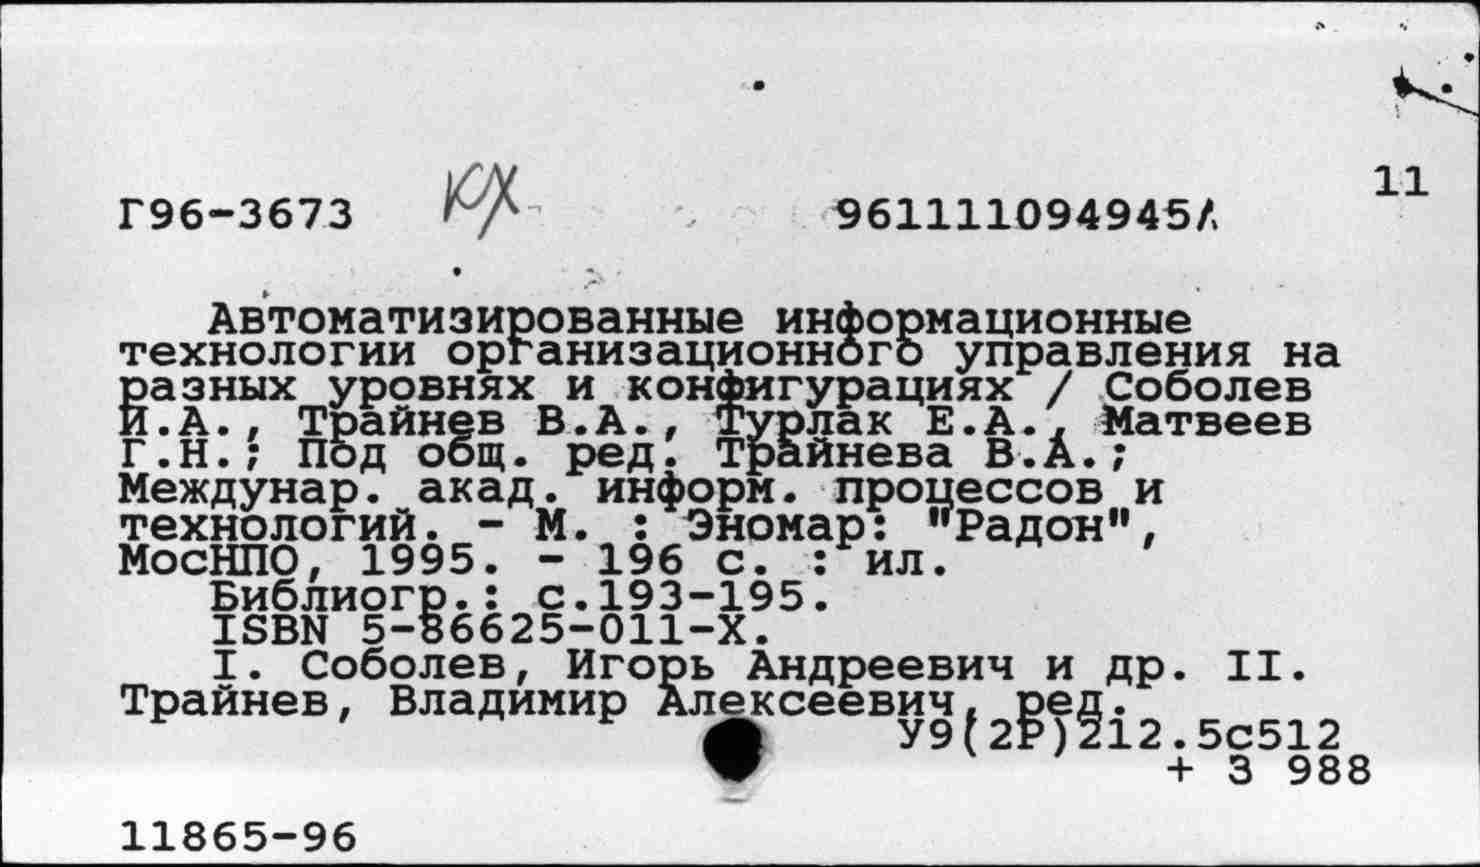 11
Г96-3673 КХ 961111094945Л
Автоматизированные информационные
технологии организационного управления на
разных уровнях и конфигурациях / Соболев
И.А., Трайнев В.А., Турлак Е.А., Матвеев
Г.Н.; Под общ. ред. Трайнева В.А.;
Междунар. акад. информ. процессов и
технологий. - М. : Эномар: "Радон",
МосНПО, 1995. - 196 с. : ил.
Библиогр.: с.193-195.
ISBN 5-86625-011-X.
I. Соболев, Игорь Андреевич и др. II.
Трайнев, Владимир Алексеевич, ред.
У9(2Р)212.5с512
+ З 988
11865-96